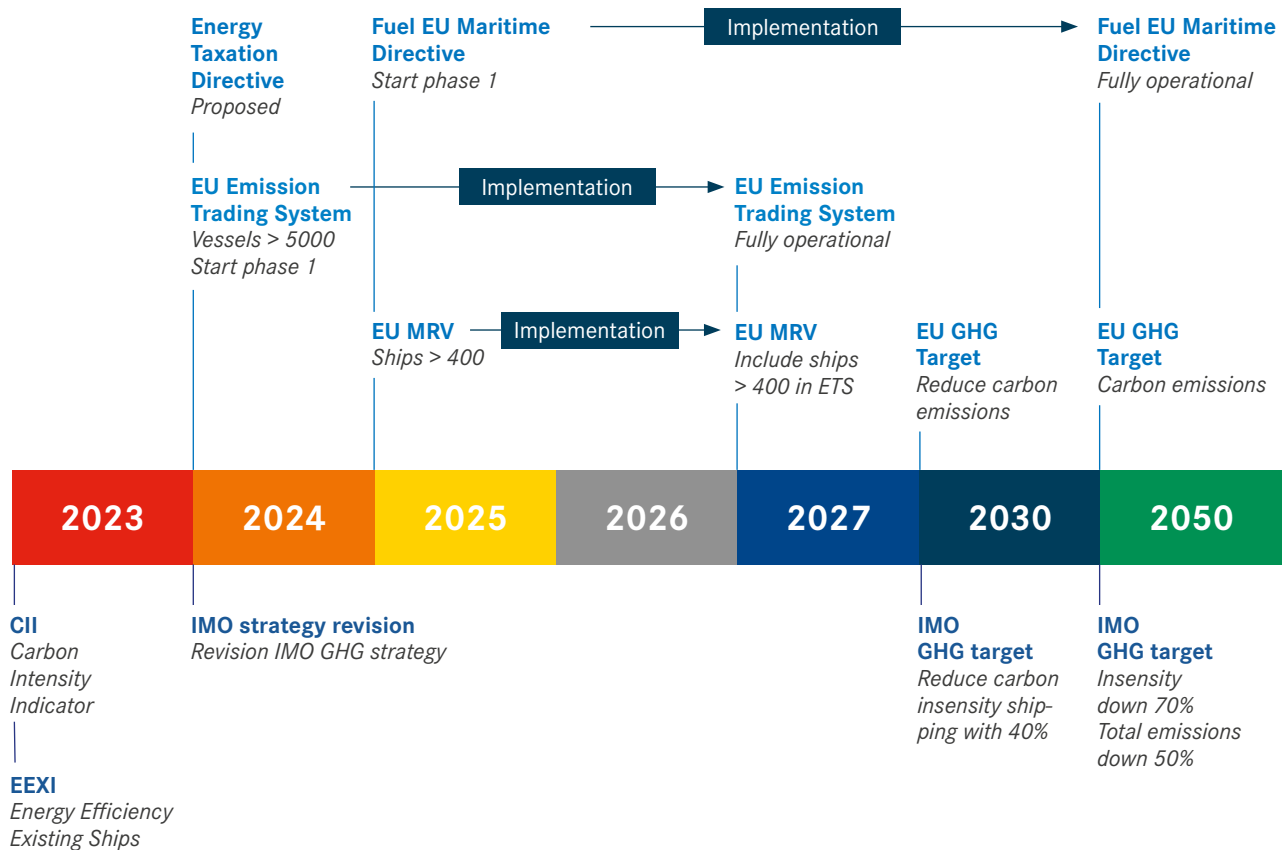 Energy
Taxation
Directive
Proposed
Fuel EU Maritime
Directive
Start phase 1
Implementation
Fuel EU Maritime
Directive
Fully operational
EU Emission
Trading System
Vessels > 5000
Start phase 1
Implementation
EU Emission
Trading System
Fully operational
EU MRV
Ships > 400
Implementation
EU MRV
Include ships
> 400 in ETS
EU GHG
Target
Reduce carbon
emissions
EU GHG
Target
Carbon emissions
2023
2024
2025
2026
2027
2030
2050
CII
Carbon
Intensity
Indicator
EEXI
Energy Efficiency
Existing Ships
IMO strategy revision
Revision IMO GHG strategy
IMO
GHG target
Reduce carbon
insensity ship-
ping with 40%
IMO
GHG target
Insensity
down 70%
Total emissions
down 50%